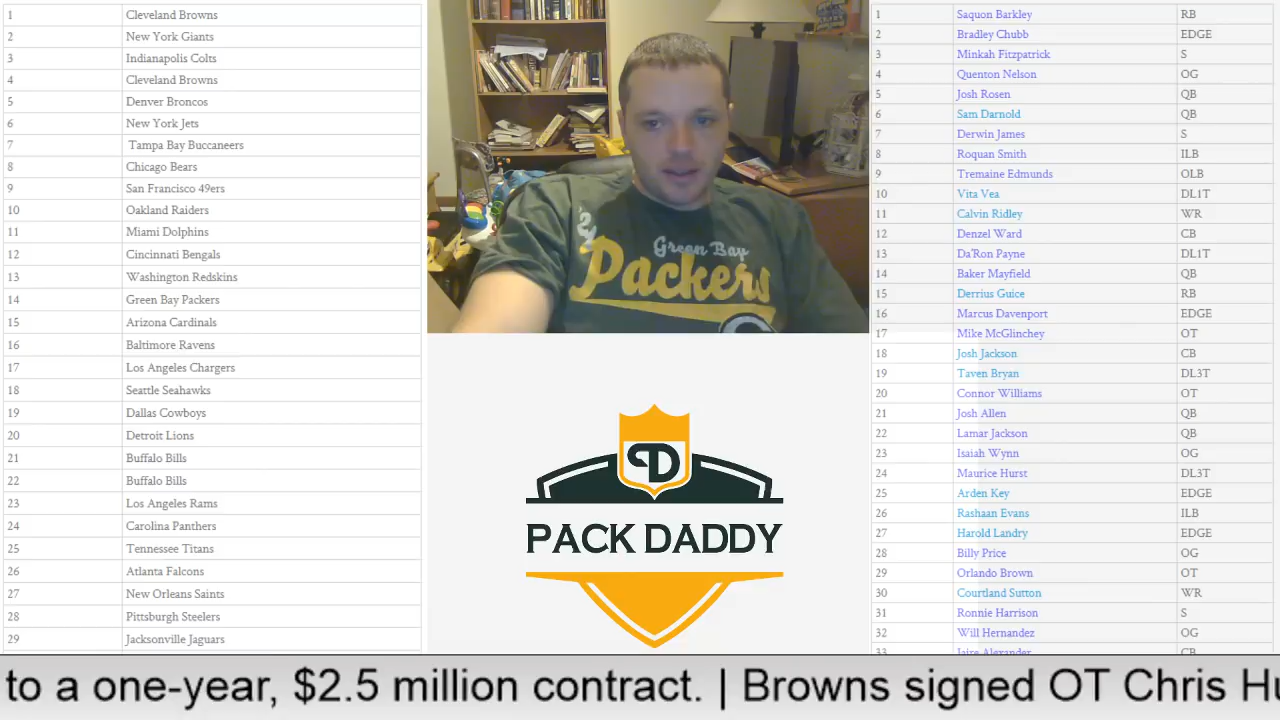 1 Cleveland Browns
2 New York Giants
3 Indianapolis Colts
4 Cleveland Browns
5 Denver Broncos
6 New York Jets
7 Tampa Bay Buccaneers
8 Chicago Bears
9 San Francisco 49ers
10 Oakland Raiders
11 Miami Dolphins
12 Cincinnati Bengals
13 Washington Redskins
14 Green Bay Packers
15 Arizona Cardinals
16 Baltimore Ravens
17 Los Angeles Chargers
18 Seattle Seahawks
19 Dallas Cowboys
20 Detroit Lions
21 Buffalo Bills
22 Buffalo Bills
23 Los Angeles Rams
24 Carolina Panthers
25 Tennessee Titans
26 Atlanta Falcons
27 New Orleans Saints
28 Pittsburgh Steelers
29 Jacksonville Jaguars
Green Bay
Packers
PD
PACK DADDY
1 Saquon Barkley RB
2 Bradley Chubb EDGE
3 Minkah Fitzpatrick S
4 Quenton Nelson OG
5 Josh Rosen QB
6 Sam Darnold QB
7 Derwin James S
8 Roquan Smith ILB
9 Tremaine Edmunds OLB
10 Vita Vea DL1T
11 Calvin Ridley WR
12 Denzel Ward CB
13 Da'Ron Payne DL1T
14 Baker Mayfield QB
15 Derrius Guice RB
16 Marcus Davenport EDGE
17 Mike McGlinchey OT
18 Josh Jackson CB
19 Taven Bryan DL3T
20 Connor Williams OT
21 Josh Allen QB
22 Lamar Jackson QB
23 Isaiah Wynn OG
24 Maurice Hurst DL3T
25 Arden Key EDGE
26 Rashaan Evans ILB
27 Harold Landry EDGE
28 Billy Price OG
29 Orlando Brown OT
30 Courtland Sutton WR
31 Ronnie Harrison S
32 Will Hernandez OG
33 Jaire Alexander CB
to a one-year, $2.5 million contract. | Browns signed OT Chris Hu